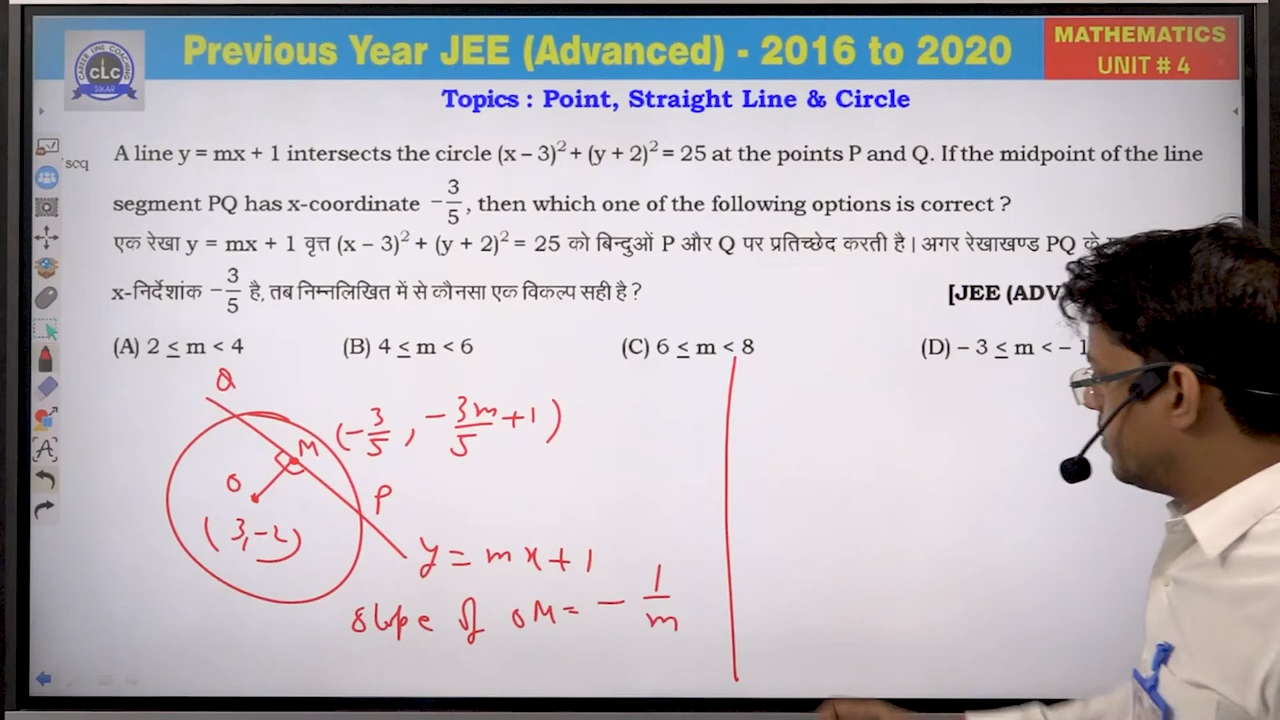 Previous Year JEE (Advanced) - 2016 to 2020
MATHEMATICS
UNIT # 4
CLC
SIKAR
Topics : Point, Straight Line & Circle
scq
A line y = mx + 1 intersects the circle (x – 3)² + (y + 2)² = 25 at the points P and Q. If the midpoint of the line
segment PQ has x-coordinate -3/5, then which one of the following options is correct ?
एक रेखा y = mx + 1 वृत्त (x – 3)² + (y + 2)² = 25 को बिन्दुओं P और Q पर प्रतिच्छेद करती है। अगर रेखाखण्ड PQ के
x-निर्देशांक -3/5 है, तब निम्नलिखित में से कौनसा एक विकल्प सही है ? [JEE (ADV
(A) 2 ≤ m < 4 (B) 4 ≤ m < 6 (C) 6 ≤ m < 8 (D) – 3 ≤ m < – 1
Q
M (-3/5, -3m/5+1)
O
P
(3,-2)
y = mx+1
slope of OM = -1/m